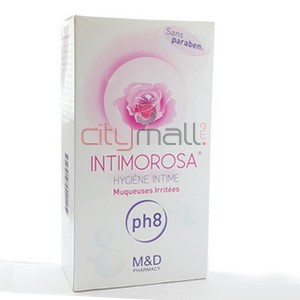 Sans
paraben.
citymall.ma
INTIMOROSA®
HYGIÈNE INTIME
Muqueuses Irritées
ph8
M&D
PHARMACY